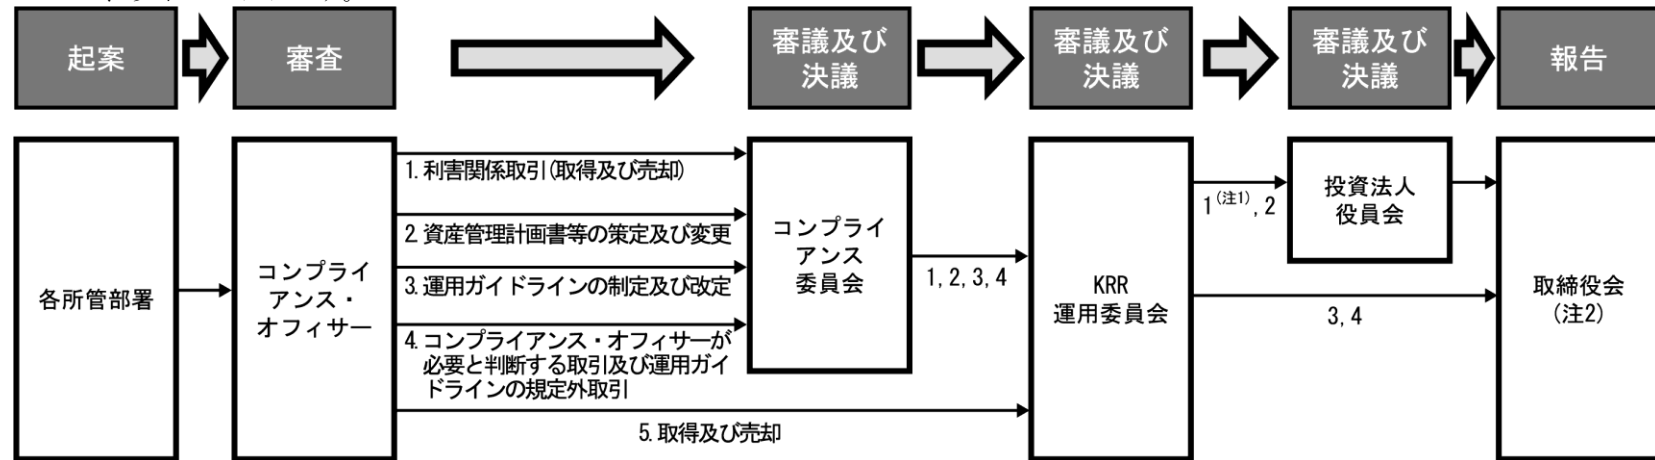 起案
審査
審議及び
決議
審議及び
決議
審議及び
決議
報告
各所管部署
コンプライ
アンス・
オフィサー
1. 利害関係取引(取得及び売却)
2. 資産管理計画書等の策定及び変更
3. 運用ガイドラインの制定及び改定
4. コンプライアンス・オフィサーが
必要と判断する取引及び運用ガイ
ドラインの規定外取引
5. 取得及び売却
コンプライ
アンス
委員会
1, 2, 3, 4
KRR
運用委員会
1(注1), 2
3, 4
投資法人
役員会
取締役会
(注2)